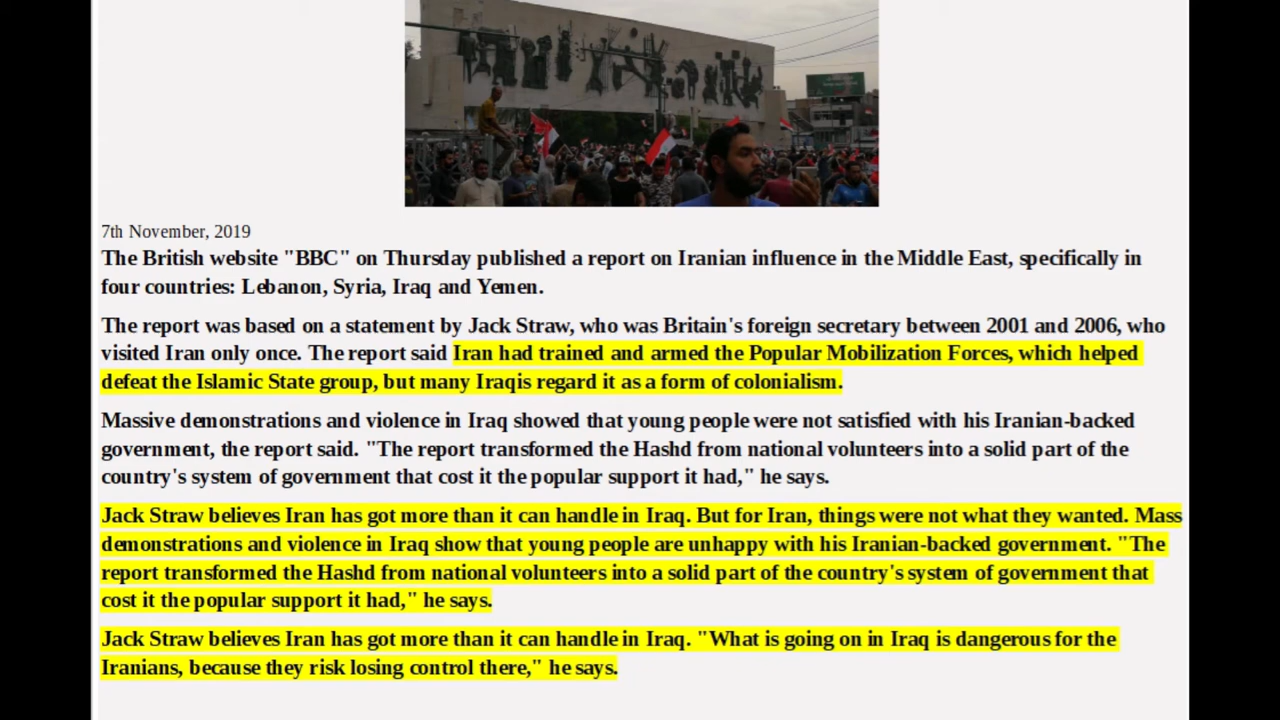 7th November, 2019
The British website "BBC" on Thursday published a report on Iranian influence in the Middle East, specifically in
four countries: Lebanon, Syria, Iraq and Yemen.
The report was based on a statement by Jack Straw, who was Britain's foreign secretary between 2001 and 2006, who
visited Iran only once. The report said Iran had trained and armed the Popular Mobilization Forces, which helped
defeat the Islamic State group, but many Iraqis regard it as a form of colonialism.
Massive demonstrations and violence in Iraq showed that young people were not satisfied with his Iranian-backed
government, the report said. "The report transformed the Hashd from national volunteers into a solid part of the
country's system of government that cost it the popular support it had," he says.
Jack Straw believes Iran has got more than it can handle in Iraq. But for Iran, things were not what they wanted. Mass
demonstrations and violence in Iraq show that young people are unhappy with his Iranian-backed government. "The
report transformed the Hashd from national volunteers into a solid part of the country's system of government that
cost it the popular support it had," he says.
Jack Straw believes Iran has got more than it can handle in Iraq. "What is going on in Iraq is dangerous for the
Iranians, because they risk losing control there," he says.